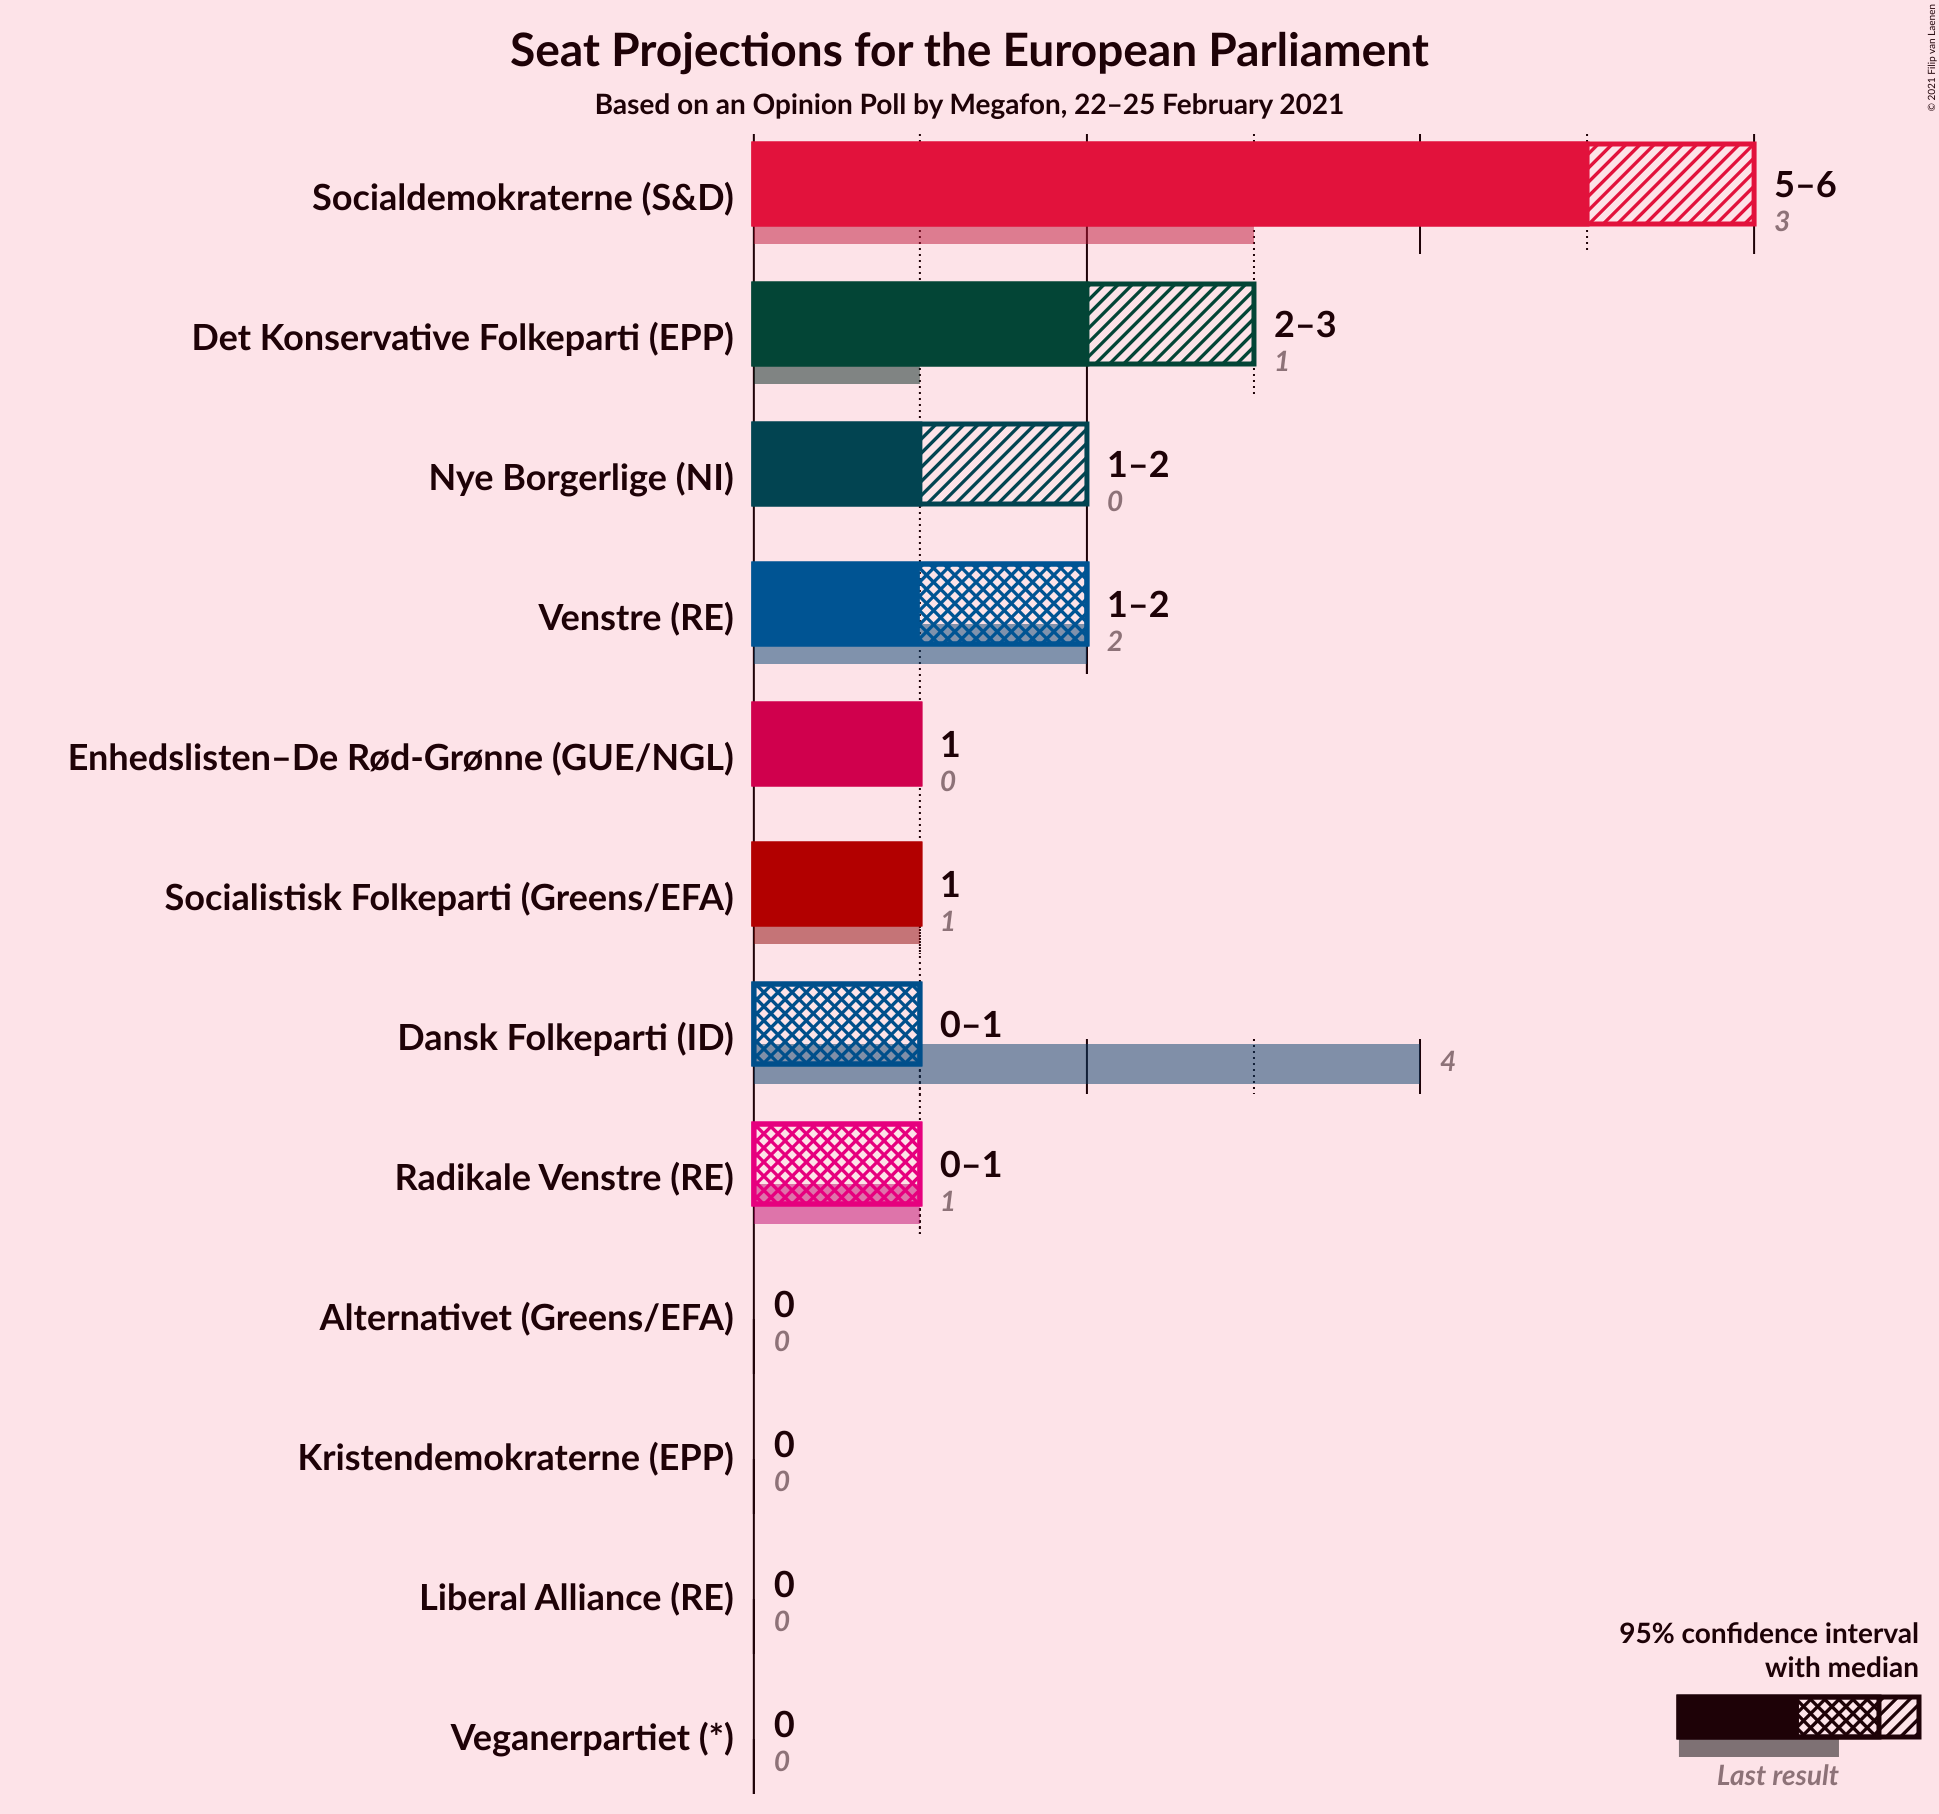 Seat Projections for the European Parliament
Based on an Opinion Poll by Megafon, 22–25 February 2021
© 2021 Filip van Laenen
Socialdemokraterne (S&D)
5–6
3
Det Konservative Folkeparti (EPP)
2–3
1
Nye Borgerlige (NI)
1–2
0
Venstre (RE)
1–2
2
Enhedslisten–De Rød-Grønne (GUE/NGL)
1
0
Socialistisk Folkeparti (Greens/EFA)
1
1
Dansk Folkeparti (ID)
0–1
4
Radikale Venstre (RE)
0–1
1
Alternativet (Greens/EFA)
0
0
Kristendemokraterne (EPP)
0
0
Liberal Alliance (RE)
0
0
Veganerpartiet (*)
0
0
95% confidence interval
with median
Last result